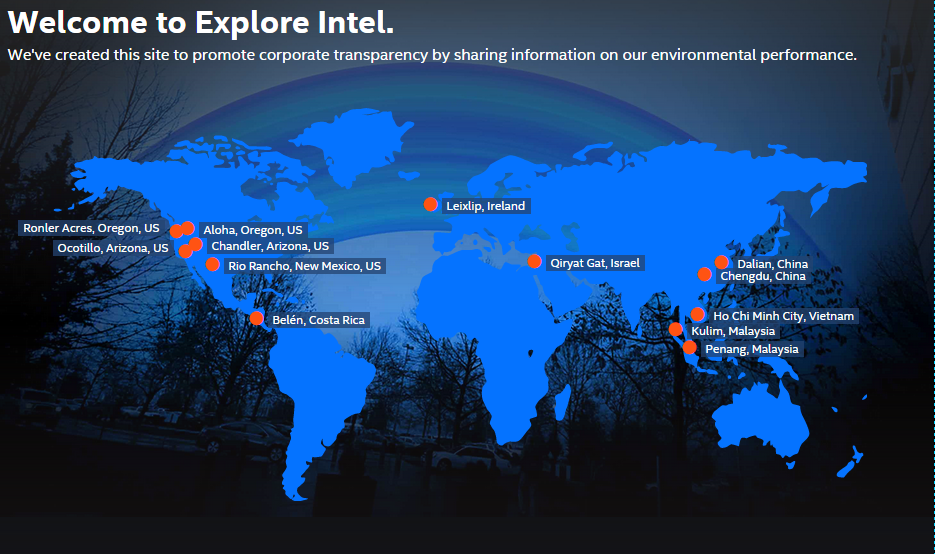 Welcome to Explore Intel.
We've created this site to promote corporate transparency by sharing information on our environmental performance.
Leixlip, Ireland
Ronler Acres, Oregon, US
Aloha, Oregon, US
Ocotillo, Arizona, US
Chandler, Arizona, US
Rio Rancho, New Mexico, US
Qiryat Gat, Israel
Dalian, China
Chengdu, China
Belén, Costa Rica
Ho Chi Minh City, Vietnam
Kulim, Malaysia
Penang, Malaysia